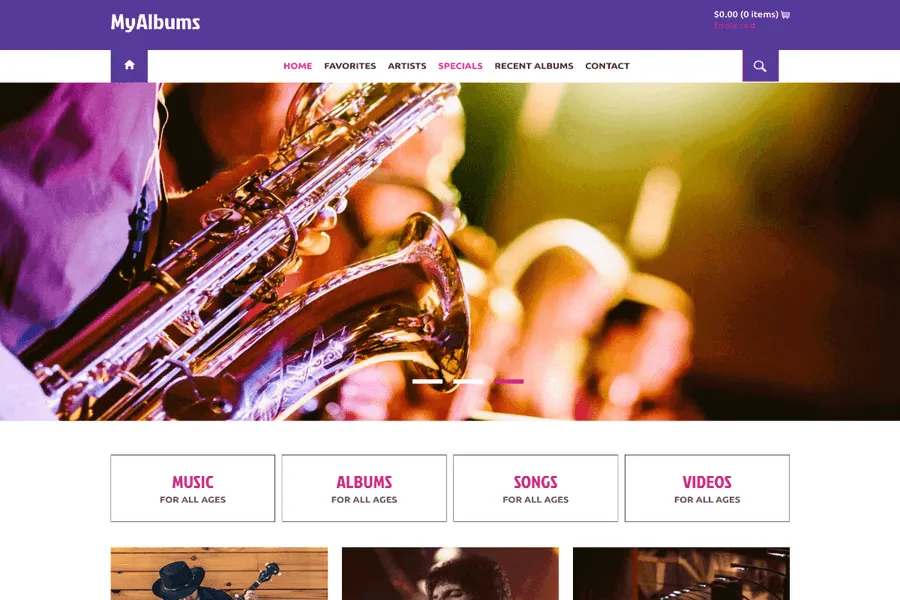 MyAlbums
$0.00 (0 items)
HOME FAVORITES ARTISTS SPECIALS RECENT ALBUMS CONTACT
MUSIC ALBUMS SONGS VIDEOS
FOR ALL AGES FOR ALL AGES FOR ALL AGES FOR ALL AGES